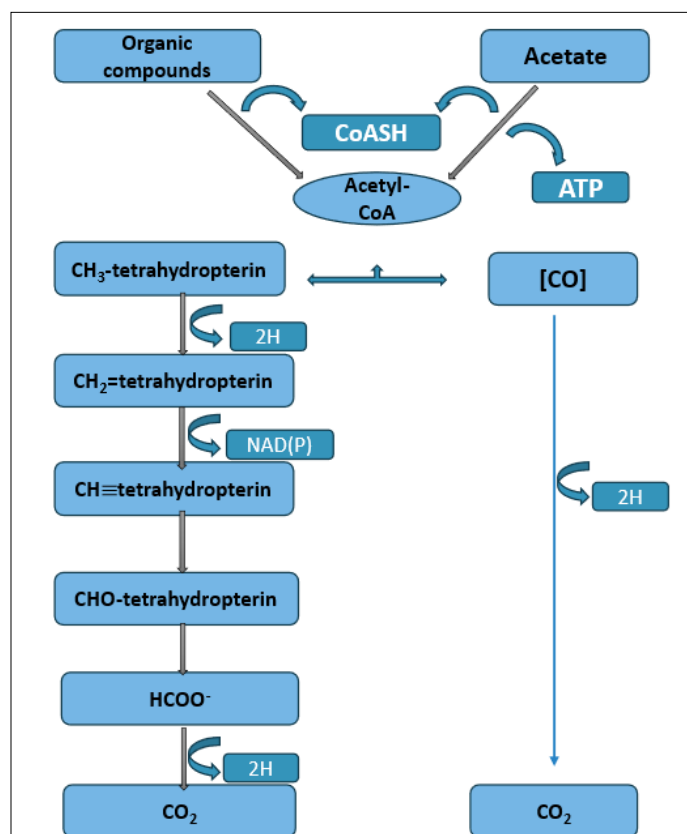 Organic
compounds
Acetate
CoASH
Acetyl-
CoA
ATP
CH₃-tetrahydropterin
[CO]
2H
CH₂=tetrahydropterin
NAD(P)
CH≡tetrahydropterin
2H
CHO-tetrahydropterin
HCOO⁻
2H
CO₂
CO₂